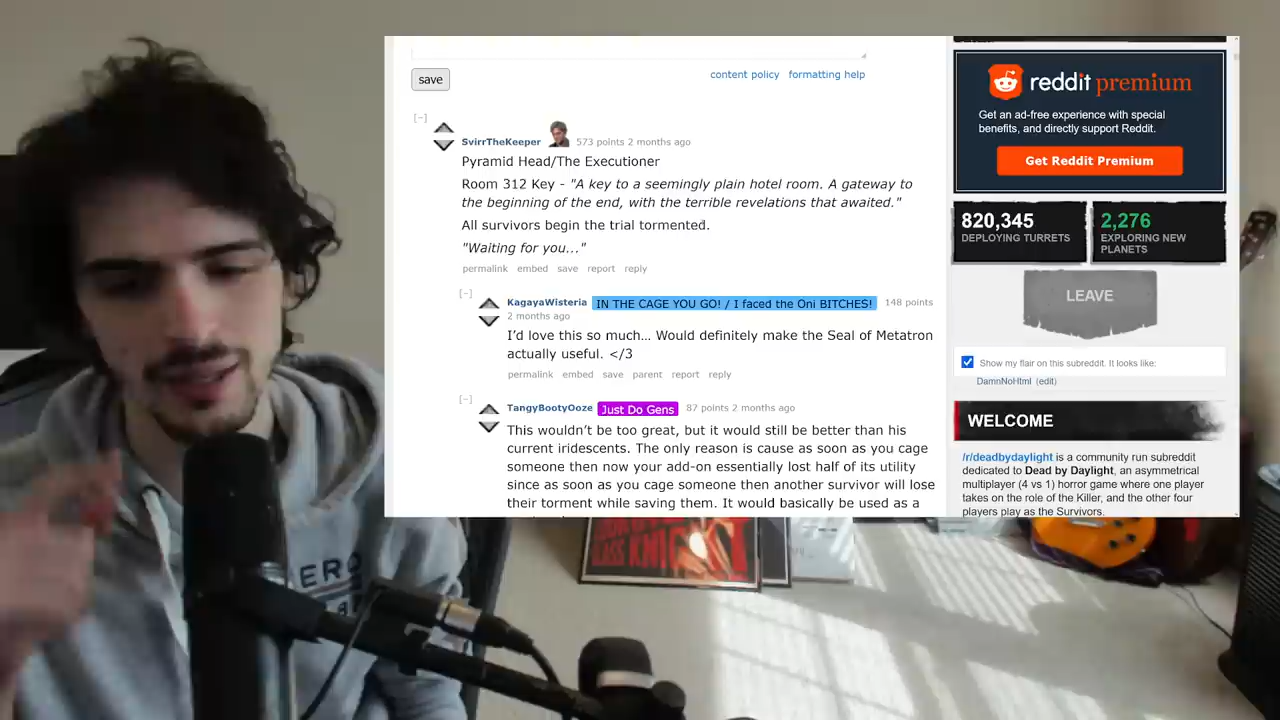 save
content policy formatting help
[–]
SvirrTheKeeper 573 points 2 months ago
Pyramid Head/The Executioner
Room 312 Key - "A key to a seemingly plain hotel room. A gateway to
the beginning of the end, with the terrible revelations that awaited."
All survivors begin the trial tormented.
"Waiting for you..."
permalink embed save report reply
[–]
KagayaWisteria IN THE CAGE YOU GO! / I faced the Oni BITCHES! 148 points
2 months ago
I'd love this so much... Would definitely make the Seal of Metatron
actually useful. </3
permalink embed save parent report reply
[–]
TangyBootyOoze Just Do Gens 87 points 2 months ago
This wouldn't be too great, but it would still be better than his
current iridescents. The only reason is cause as soon as you cage
someone then now your add-on essentially lost half of its utility
since as soon as you cage someone then another survivor will lose
their torment while saving them. It would basically be used as a
reddit premium
Get an ad-free experience with special
benefits, and directly support Reddit.
Get Reddit Premium
820,345
DEPLOYING TURRETS
2,276
EXPLORING NEW
PLANETS
LEAVE
Show my flair on this subreddit. It looks like:
DamnNoHtml (edit)
WELCOME
/r/deadbydaylight is a community run subreddit
dedicated to Dead by Daylight, an asymmetrical
multiplayer (4 vs 1) horror game where one player
takes on the role of the Killer, and the other four
players play as the Survivors.